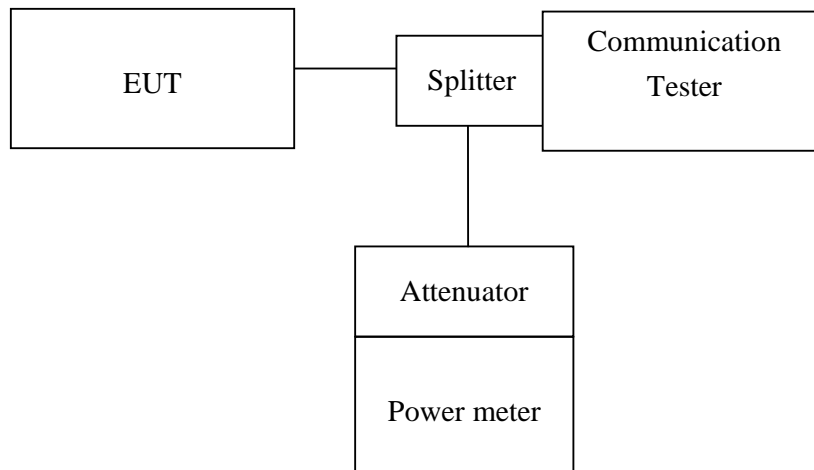 EUT
Splitter
Communication
Tester
Attenuator
Power meter